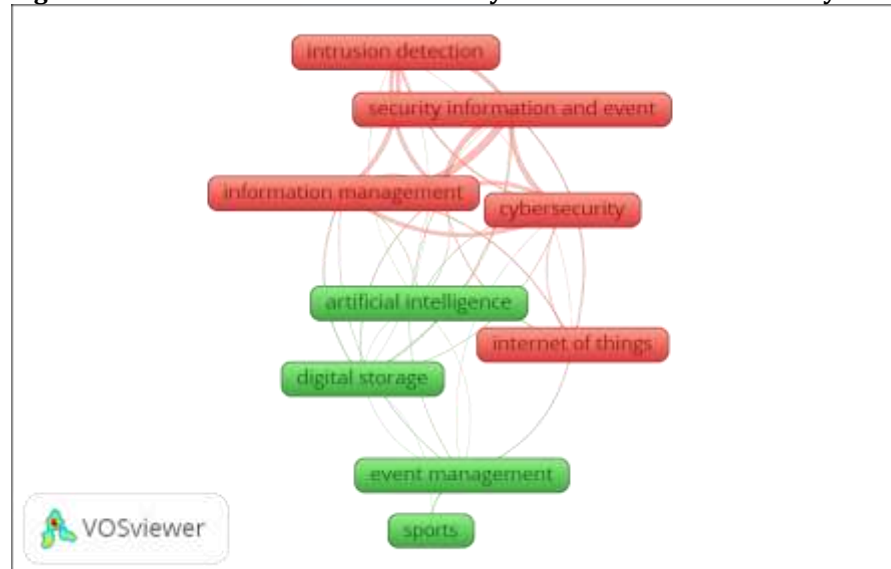 intrusion detection
security information and event
information management
cybersecurity
artificial intelligence
internet of things
digital storage
event management
sports
VOSviewer